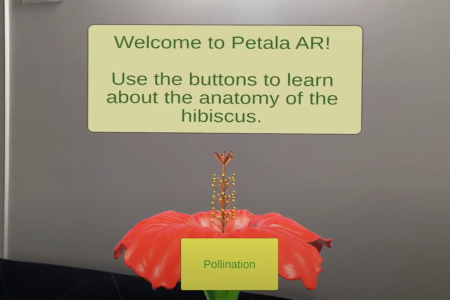 Welcome to Petala AR!
Use the buttons to learn
about the anatomy of the
hibiscus.
Pollination